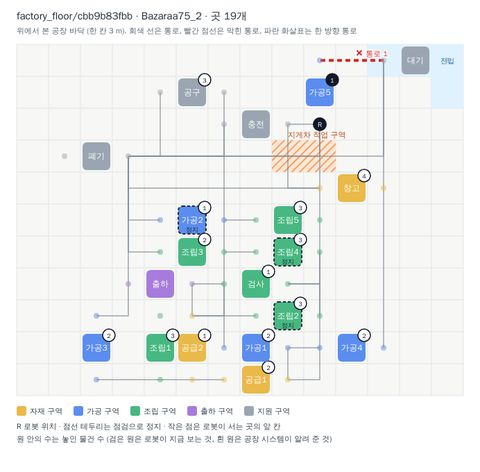 factory_floor/cbb9b83fbb · Bazaraa75_2 · 곳 19개
위에서 본 공장 바닥 (한 칸 3 m). 회색 선은 통로, 빨간 점선은 막힌 통로, 파란 화살표는 한 방향 통로
✖ 통로 1
대기
전립
3
공구
1
가공5
충전
R
지게차 작업 구역
폐기
4
창고
1
가공2
정지
3
조립5
2
조립3
3
조립4
정지
출하
1
검사
3
조립2
정지
2
가공3
3
조립1
1
공급2
2
가공1
2
가공4
2
공급1
자재 구역
가공 구역
조립 구역
출하 구역
지원 구역
R 로봇 위치 · 점선 테두리는 점검으로 정지 · 작은 점은 로봇이 서는 곳의 앞 칸
원 안의 수는 놓인 물건 수 (검은 원은 로봇이 지금 보는 것, 흰 원은 공장 시스템이 알려 준 것)